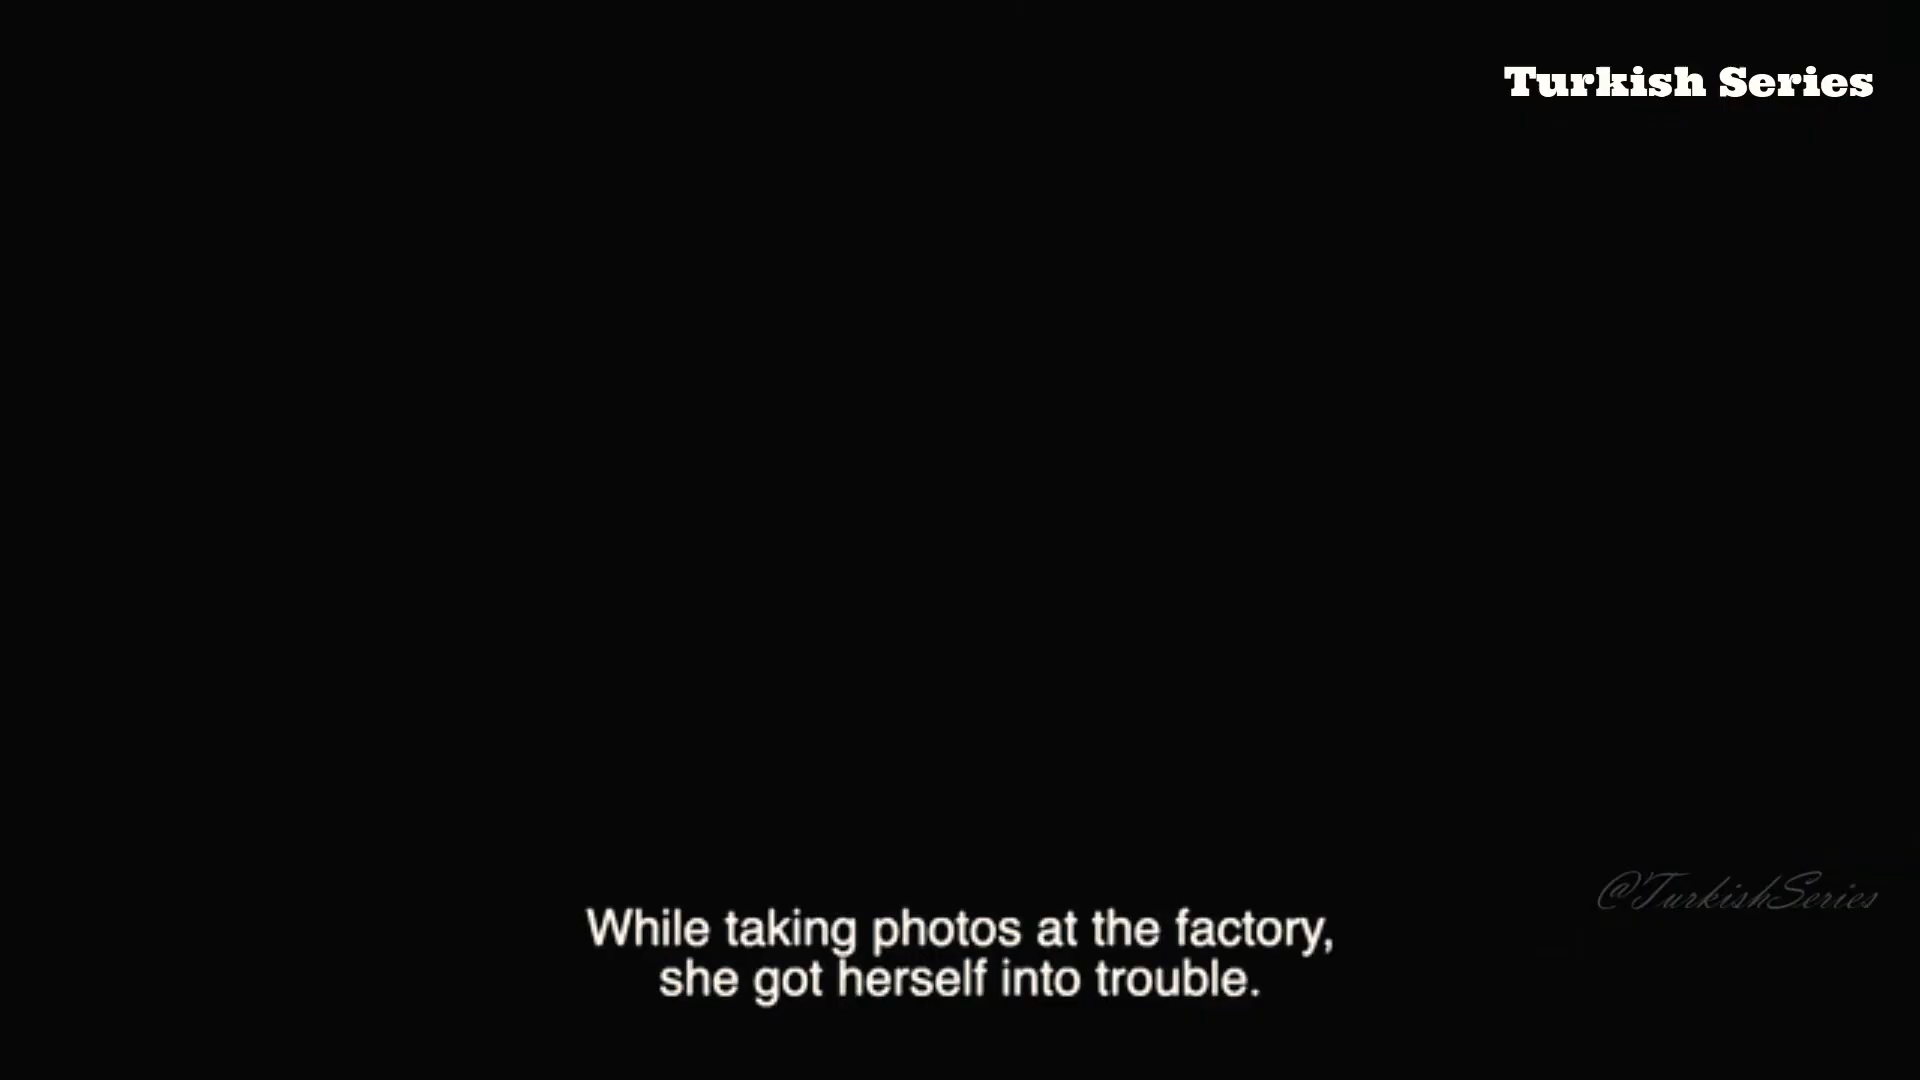 Turkish Series
@TurkishSeries
While taking photos at the factory,
she got herself into trouble.